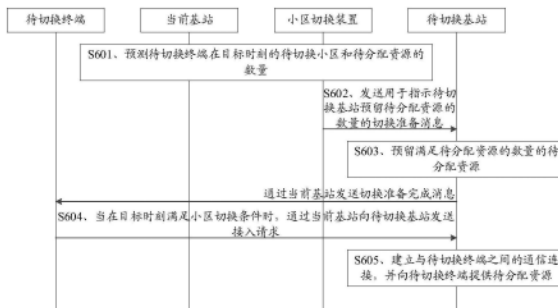 待切换终端
当前基站
小区切换装置
待切换基站
S601、预测待切换终端在目标时刻的待切换小区和待分配资源的
数量
S602、发送用于指示待切
换基站预留待分配资源的
数量的切换准备消息
S603、预留满足待分配资源的数量的待
分配资源
通过当前基站发送切换准备完成消息
S604、当在目标时刻满足小区切换条件时，通过当前基站向待切换基站发送
接入请求
S605、建立与待切换终端之间的通信连
接，并向待切换终端提供待分配资源